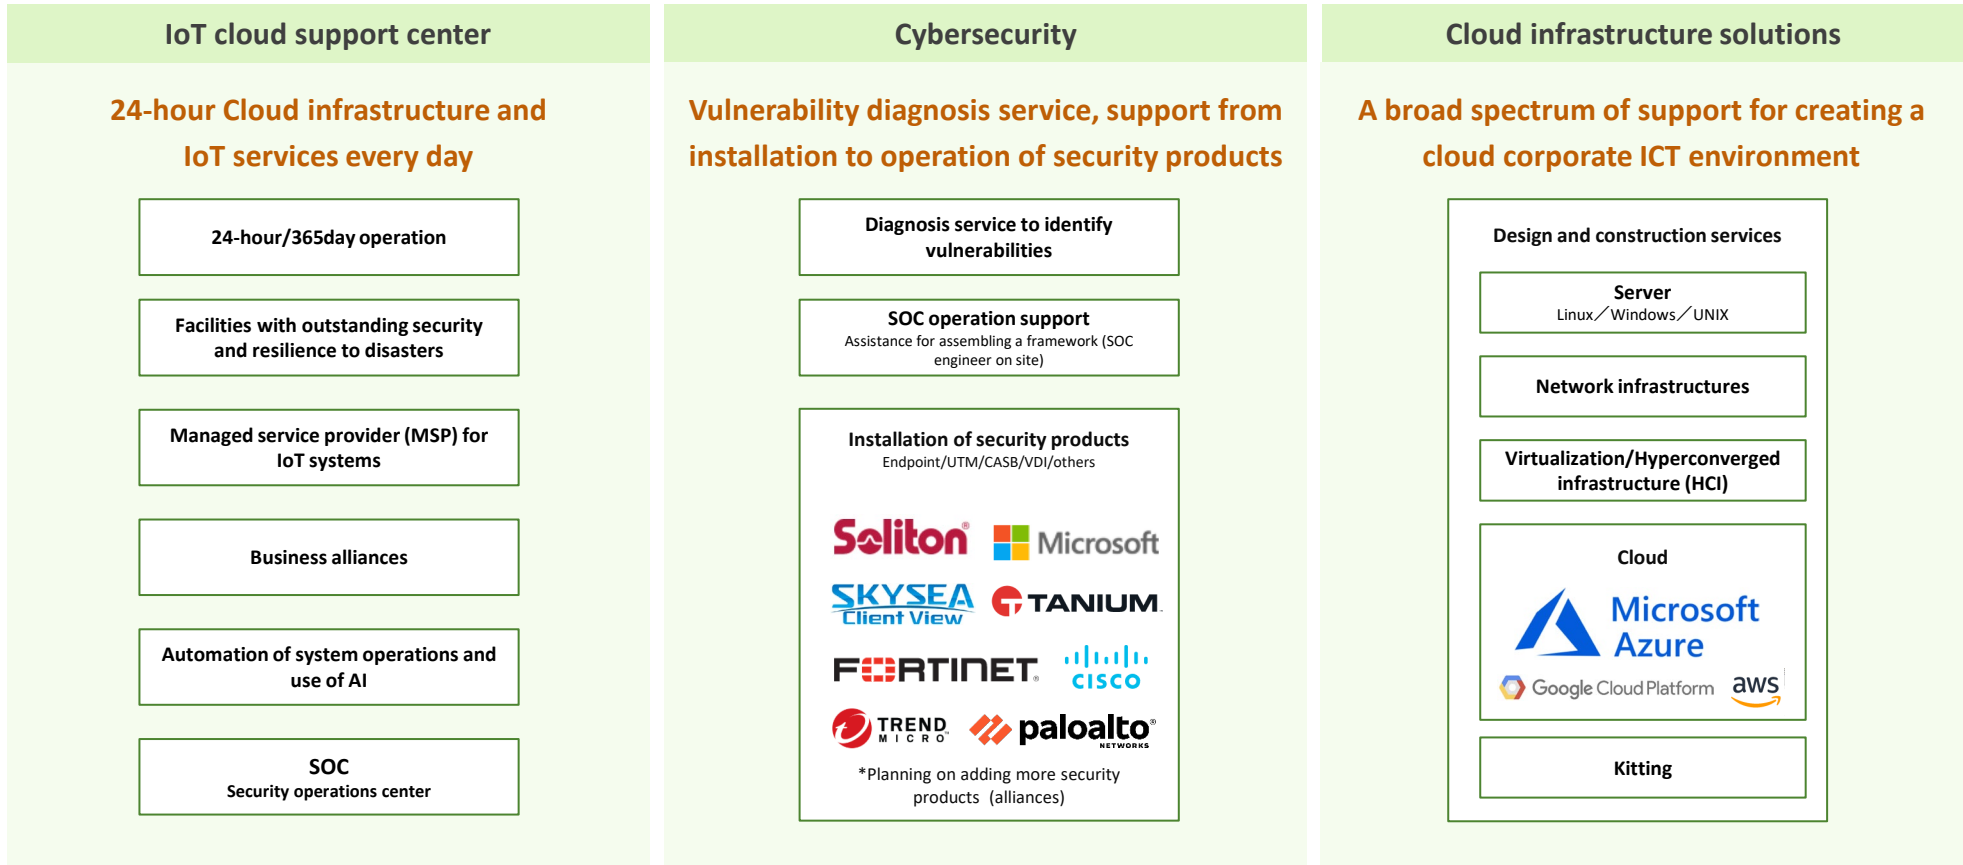 IoT cloud support center
24-hour Cloud infrastructure and
IoT services every day
24-hour/365day operation
Facilities with outstanding security
and resilience to disasters
Managed service provider (MSP) for
IoT systems
Business alliances
Automation of system operations and
use of AI
SOC
Security operations center
Cybersecurity
Vulnerability diagnosis service, support from
installation to operation of security products
Diagnosis service to identify
vulnerabilities
SOC operation support
Assistance for assembling a framework (SOC
engineer on site)
Installation of security products
Endpoint/UTM/CASB/VDI/others
Soliton®
Microsoft
SKYSEA
Client View
TANIUM™
FORTINET®
CISCO
TREND
MICRO™
paloalto®
NETWORKS
*Planning on adding more security
products (alliances)
Cloud infrastructure solutions
A broad spectrum of support for creating a
cloud corporate ICT environment
Design and construction services
Server
Linux／Windows／UNIX
Network infrastructures
Virtualization/Hyperconverged
infrastructure (HCI)
Cloud
Microsoft
Azure
Google Cloud Platform
aws
Kitting